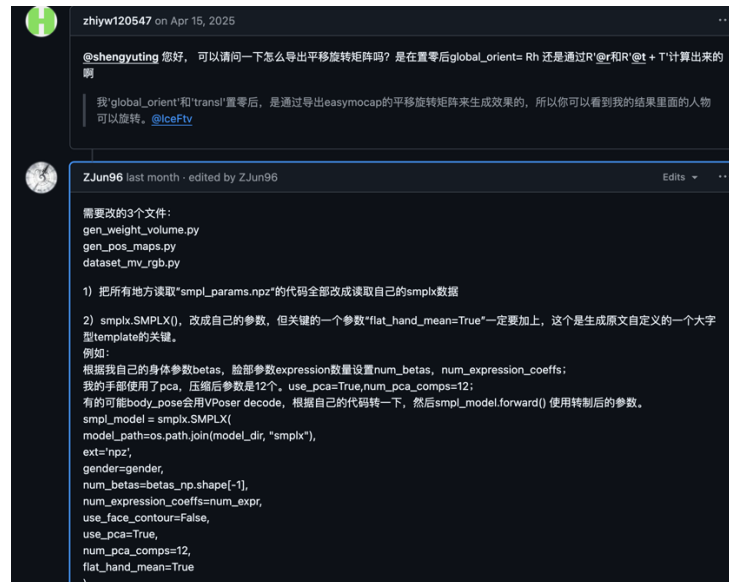 zhiyw120547 on Apr 15, 2025
@shengyuting 您好， 可以请问一下怎么导出平移旋转矩阵吗？是在置零后global_orient= Rh 还是通过R'@r和R'@t + T'计算出来的
啊
我'global_orient'和'transl'置零后，是通过导出easymocap的平移旋转矩阵来生成效果的，所以你可以看到我的结果里面的人物
可以旋转。@IceFtv
ZJun96 last month · edited by ZJun96
Edits
需要改的3个文件：
gen_weight_volume.py
gen_pos_maps.py
dataset_mv_rgb.py
1）把所有地方读取“smpl_params.npz”的代码全部改成读取自己的smplx数据
2）smplx.SMPLX()，改成自己的参数，但关键的一个参数“flat_hand_mean=True”一定要加上，这个是生成原文自定义的一个大字
型template的关键。
例如：
根据我自己的身体参数betas，脸部参数expression数量设置num_betas，num_expression_coeffs；
我的手部使用了pca，压缩后参数是12个。use_pca=True,num_pca_comps=12；
有的可能body_pose会用VPoser decode，根据自己的代码转一下，然后smpl_model.forward() 使用转制后的参数。
smpl_model = smplx.SMPLX(
model_path=os.path.join(model_dir, "smplx"),
ext='npz',
gender=gender,
num_betas=betas_np.shape[-1],
num_expression_coeffs=num_expr,
use_face_contour=False,
use_pca=True,
num_pca_comps=12,
flat_hand_mean=True